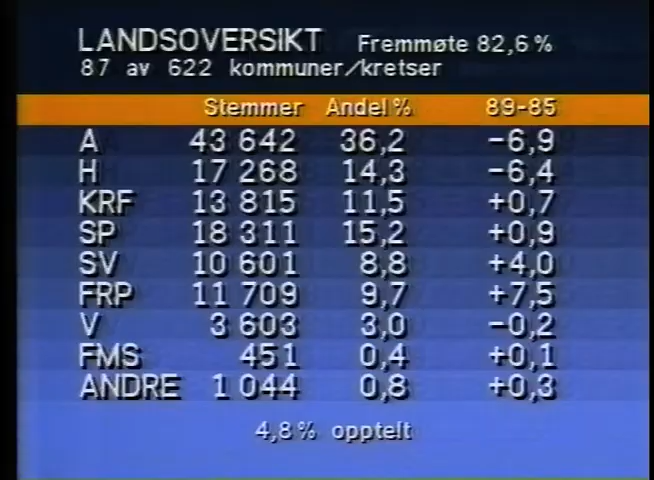 LANDSOVERSIKT Fremmøte 82,6%
87 av 622 kommuner/kretser
Stemmer Andel% 89-85
A 43 642 36,2 -6,9
H 17 268 14,3 -6,4
KRF 13 815 11,5 +0,7
SP 18 311 15,2 +0,9
SV 10 601 8,8 +4,0
FRP 11 709 9,7 +7,5
V 3 603 3,0 -0,2
FMS 451 0,4 +0,1
ANDRE 1 044 0,8 +0,3
4,8% opptelt